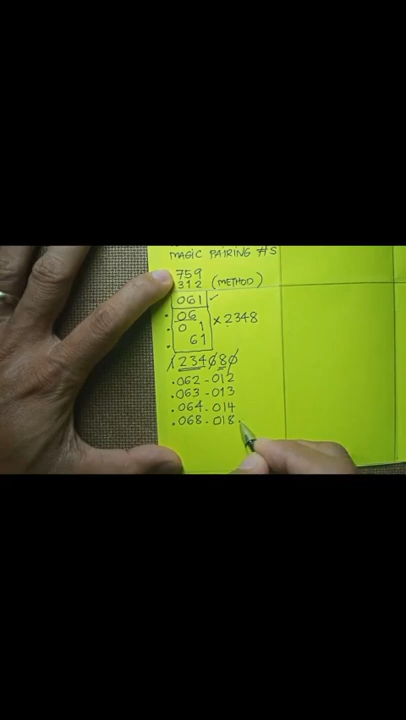 MAGIC PAIRING #S
759
312 (METHOD)
061 ✓
. 06 × 2348
. 0 1
. 61
1234680
.062-012
.063-013
.064-014
.068-018.